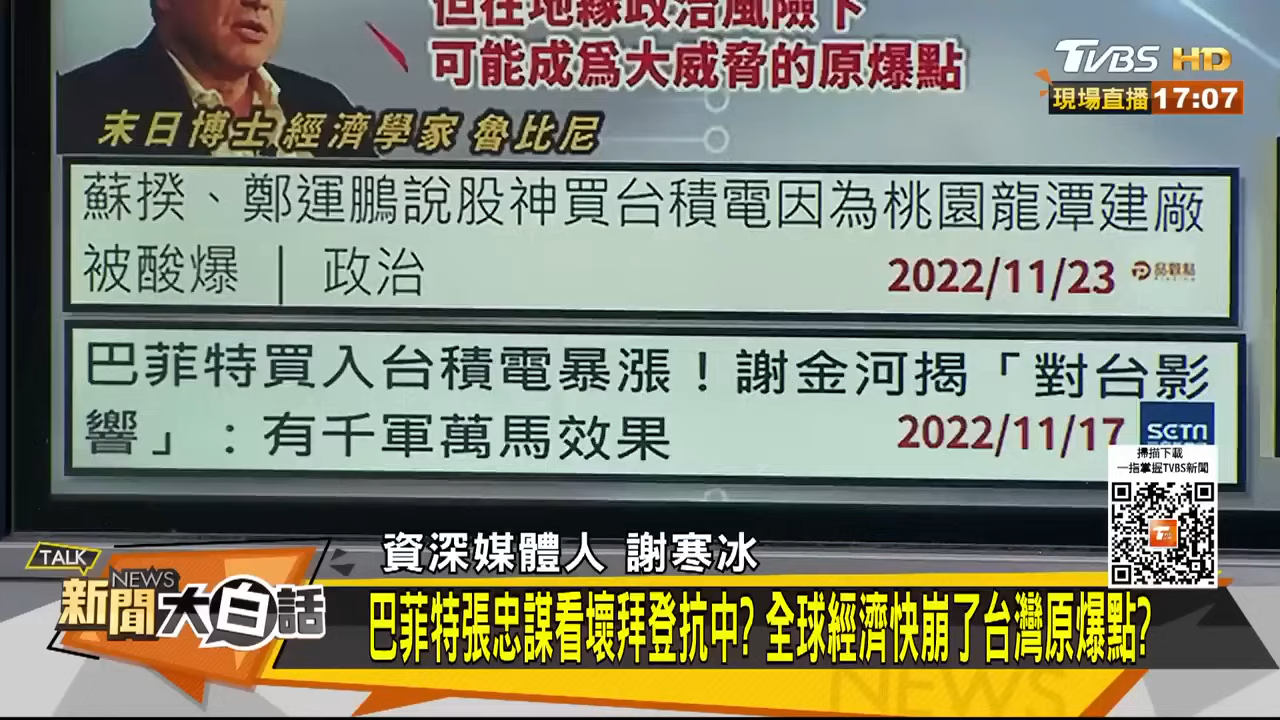 但在地緣政治風險下
可能成為大威脅的原爆點
TVBS HD
現場直播 17:07
末日博士 經濟學家 魯比尼
蘇揆、鄭運鵬說股神買台積電因為桃園龍潭建廠
被酸爆 | 政治
2022/11/23
品觀點
巴菲特買入台積電暴漲！謝金河揭「對台影
響」：有千軍萬馬效果
2022/11/17
SETN
掃描下載
一指掌握TVBS新聞
資深媒體人 謝寒冰
TALK
NEWS
新聞大白話
巴菲特張忠謀看壞拜登抗中? 全球經濟快崩了台灣原爆點?
NEWS